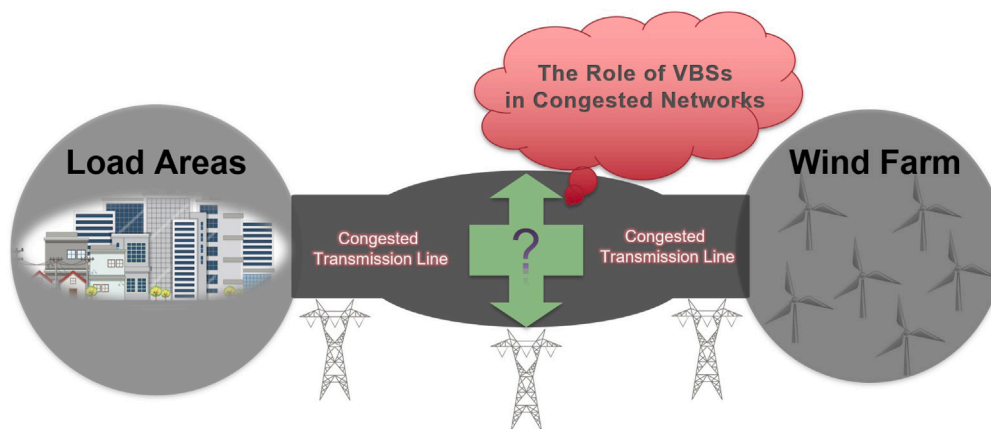 The Role of VBSs
in Congested Networks
Load Areas
Wind Farm
Congested
Transmission Line
?
Congested
Transmission Line